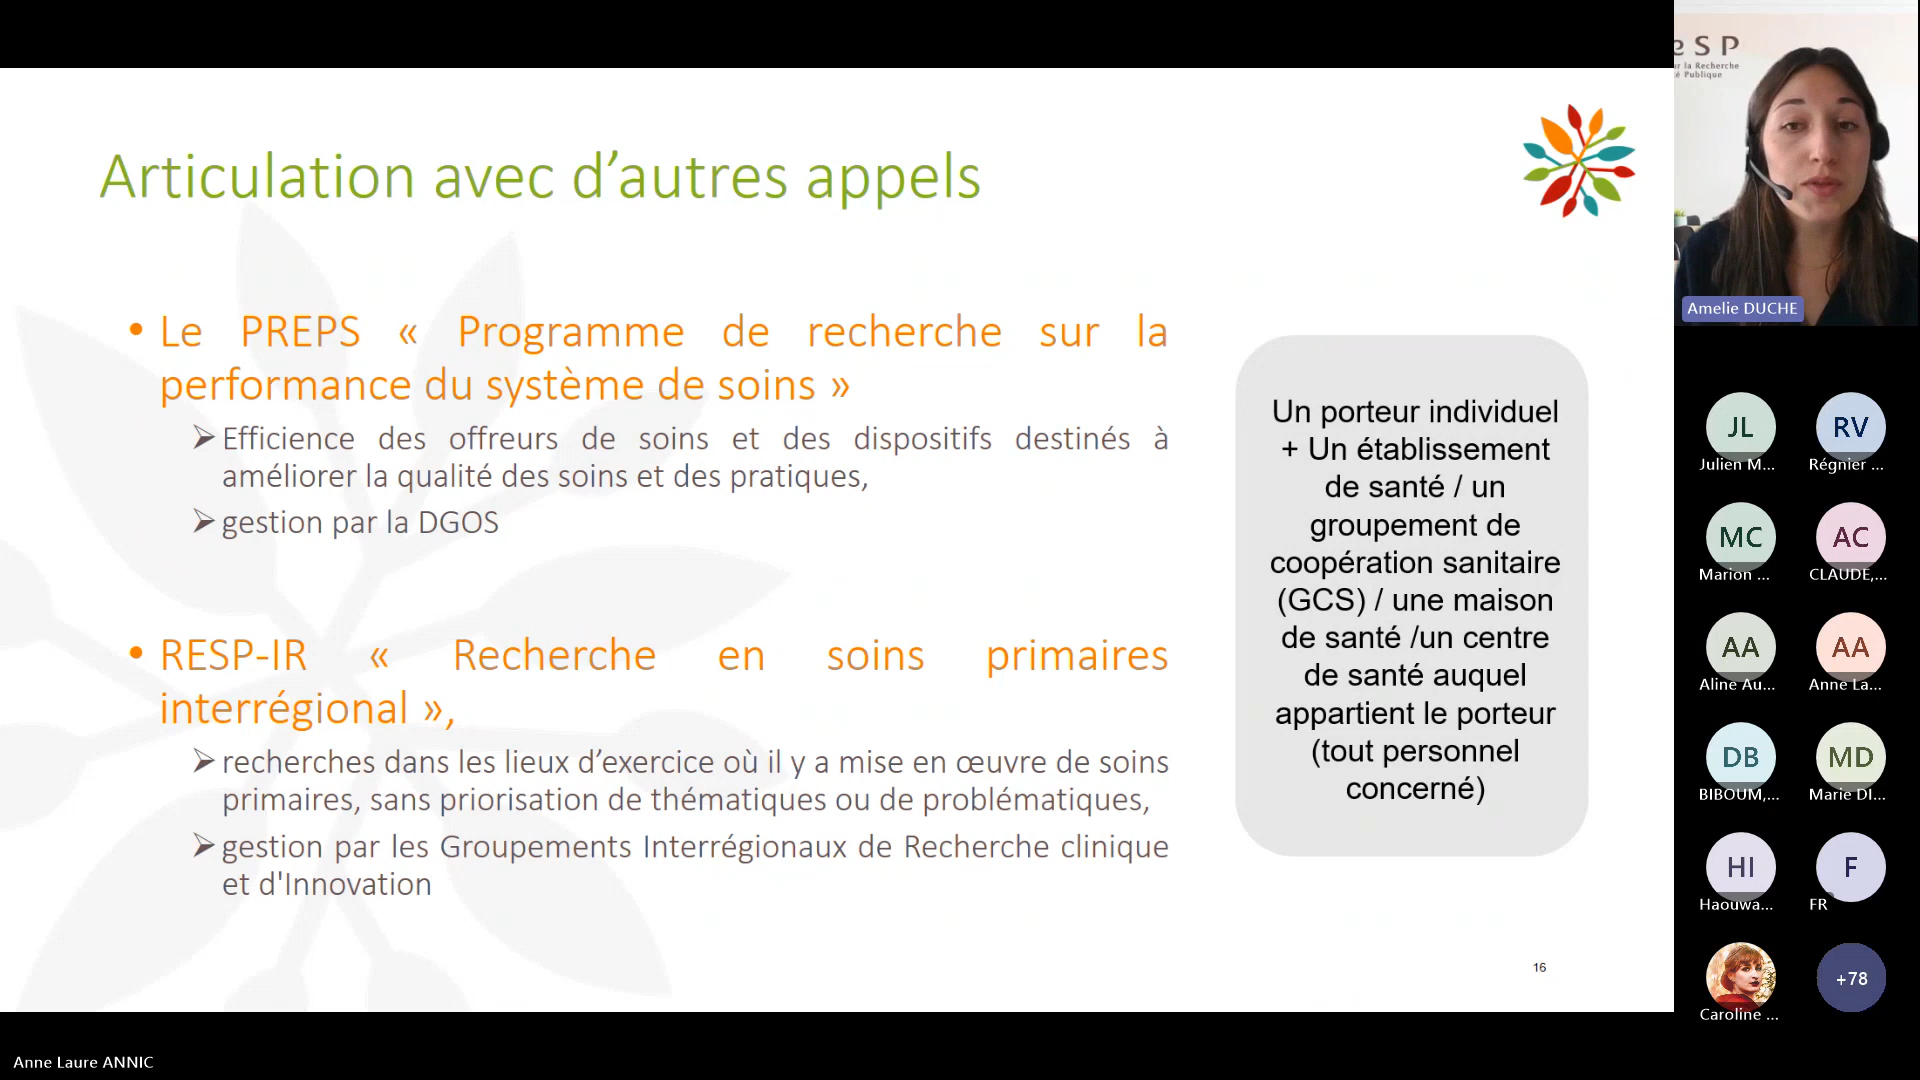 Articulation avec d’autres appels
• Le PREPS « Programme de recherche sur la
performance du système de soins »
Efficience des offreurs de soins et des dispositifs destinés à
améliorer la qualité des soins et des pratiques,
gestion par la DGOS
• RESP-IR « Recherche en soins primaires
interrégional »,
recherches dans les lieux d’exercice où il y a mise en œuvre de soins
primaires, sans priorisation de thématiques ou de problématiques,
gestion par les Groupements Interrégionaux de Recherche clinique
et d'Innovation
Un porteur individuel
+ Un établissement
de santé / un
groupement de
coopération sanitaire
(GCS) / une maison
de santé /un centre
de santé auquel
appartient le porteur
(tout personnel
concerné)
16
e S P
ur la Recherche
té Publique
Amelie DUCHE
JL
Julien M...
RV
Régnier ...
MC
Marion ...
AC
CLAUDE,...
AA
Aline Au...
AA
Anne La...
DB
BIBOUM,...
MD
Marie DI...
HI
Haouwa...
F
FR
Caroline ...
+78
Anne Laure ANNIC